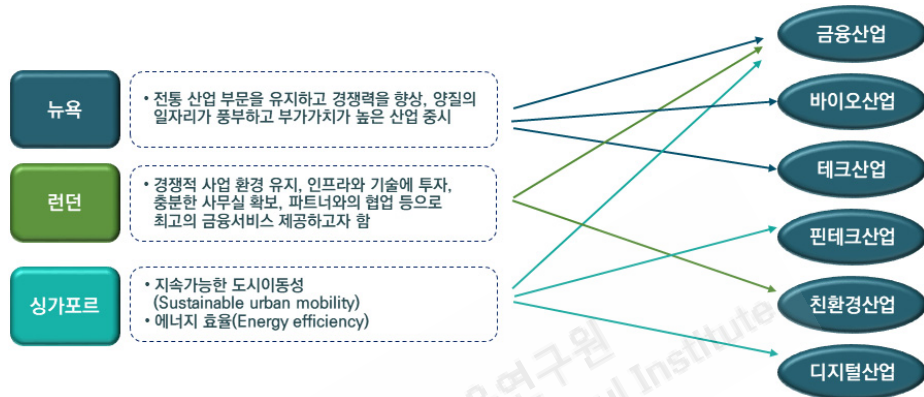 뉴욕
• 전통 산업 부문을 유지하고 경쟁력을 향상, 양질의
일자리가 풍부하고 부가가치가 높은 산업 중시
런던
• 경쟁적 사업 환경 유지, 인프라와 기술에 투자,
충분한 사무실 확보, 파트너와의 협업 등으로
최고의 금융서비스 제공하고자 함
싱가포르
• 지속가능한 도시이동성
(Sustainable urban mobility)
• 에너지 효율(Energy efficiency)
금융산업
바이오산업
테크산업
핀테크산업
친환경산업
디지털산업
연구원
Institute